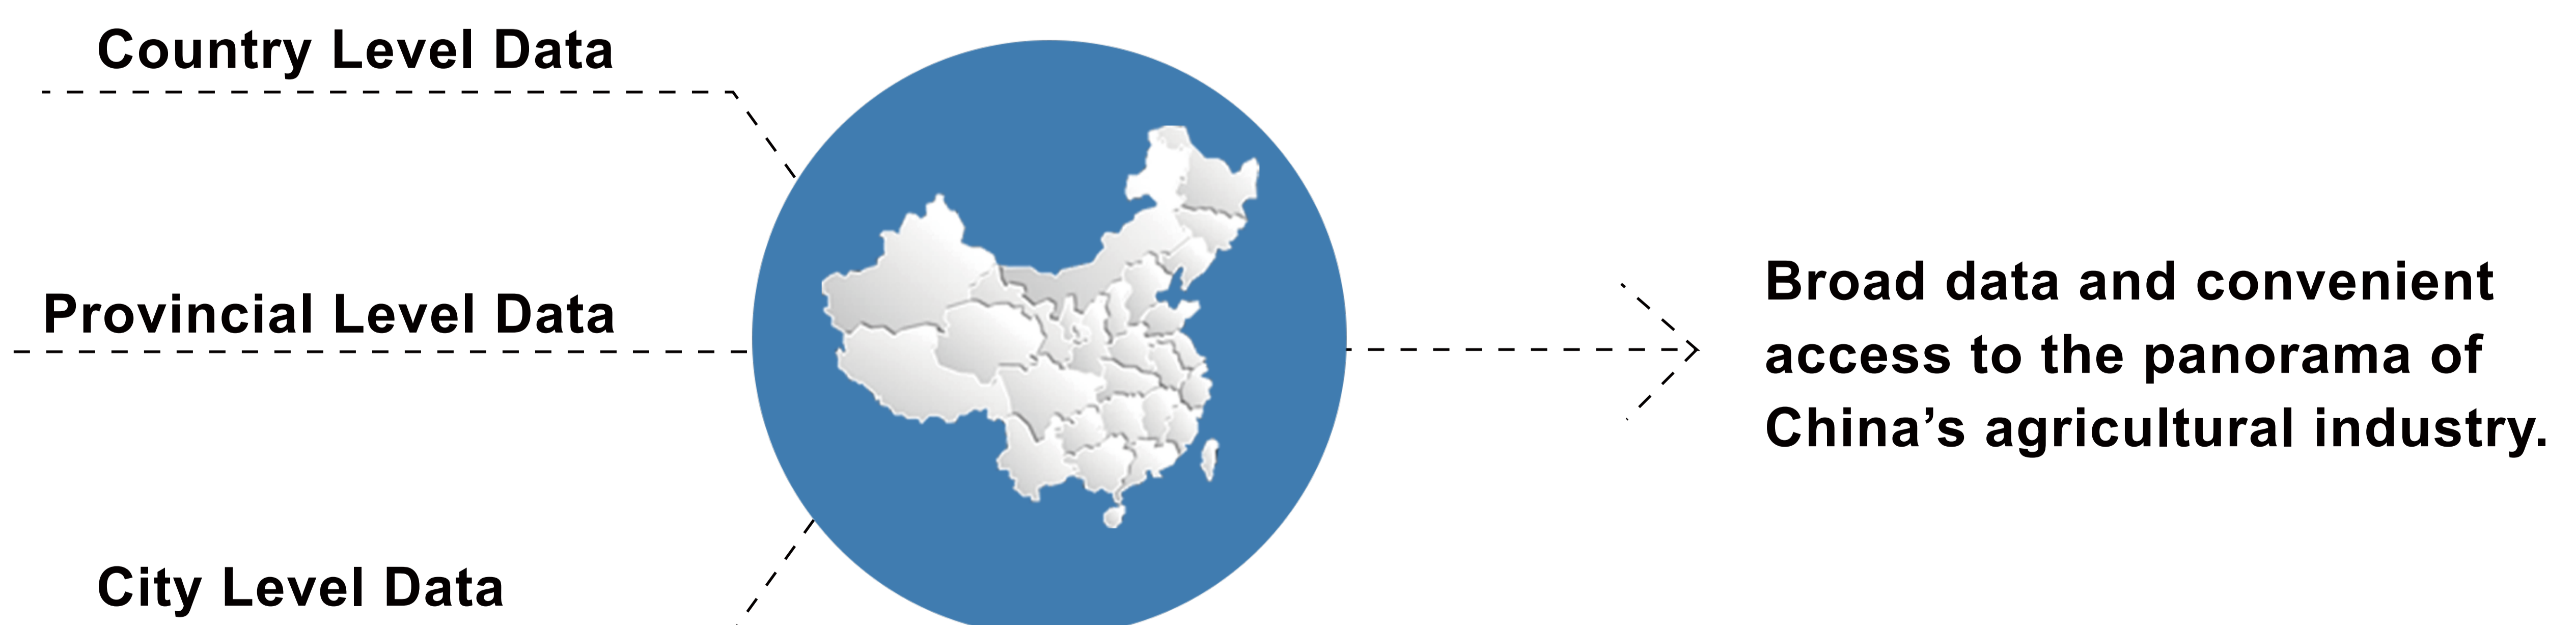 Country Level Data
Provincial Level Data
City Level Data
Broad data and convenient
access to the panorama of
China’s agricultural industry.